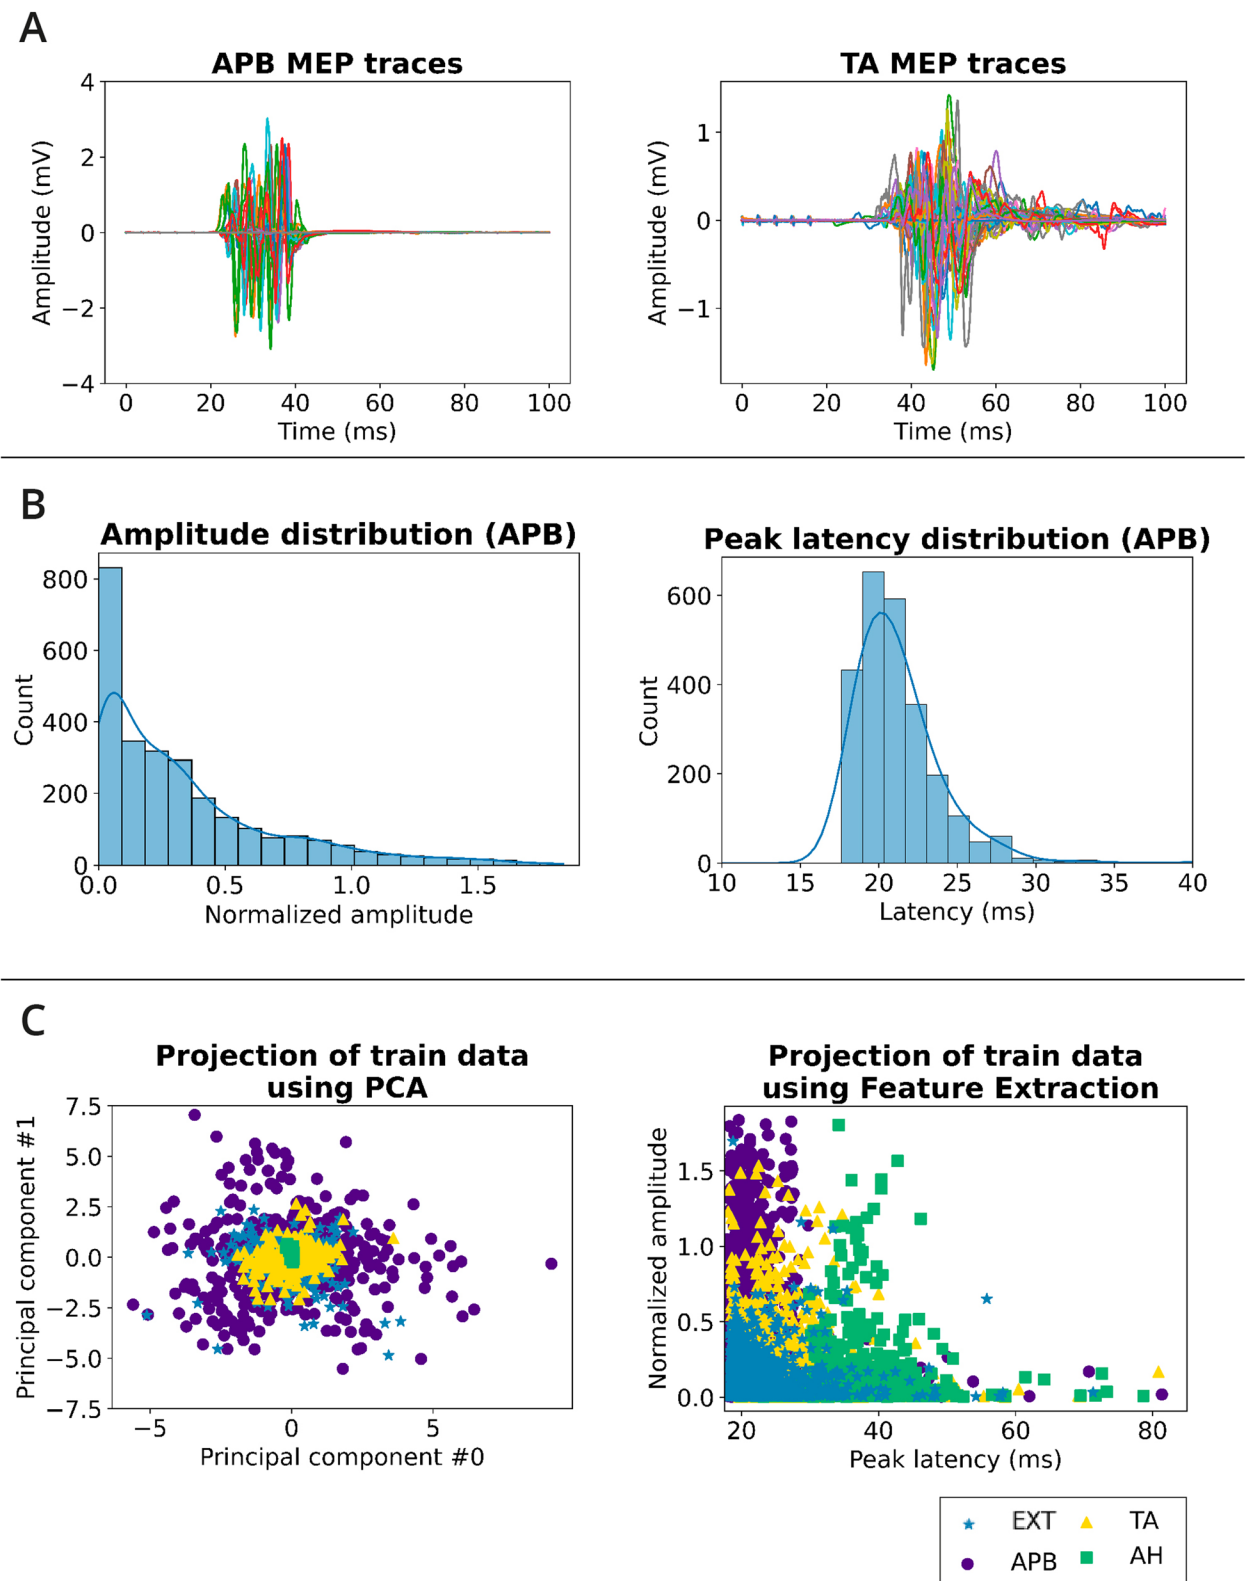 A
APB MEP traces
TA MEP traces
Amplitude (mV)
4
2
0
−2
−4
0 20 40 60 80 100
Time (ms)
Amplitude (mV)
1
0
−1
0 20 40 60 80 100
Time (ms)
B
Amplitude distribution (APB)
Peak latency distribution (APB)
Count
800
600
400
200
0
0.0 0.5 1.0 1.5
Normalized amplitude
Count
600
400
200
0
10 15 20 25 30 35 40
Latency (ms)
C
Projection of train data
using PCA
Projection of train data
using Feature Extraction
Principal component #1
7.5
5.0
2.5
0.0
−2.5
−5.0
−7.5
−5 0 5
Principal component #0
Normalized amplitude
1.5
1.0
0.5
0.0
20 40 60 80
Peak latency (ms)
EXT TA
APB AH